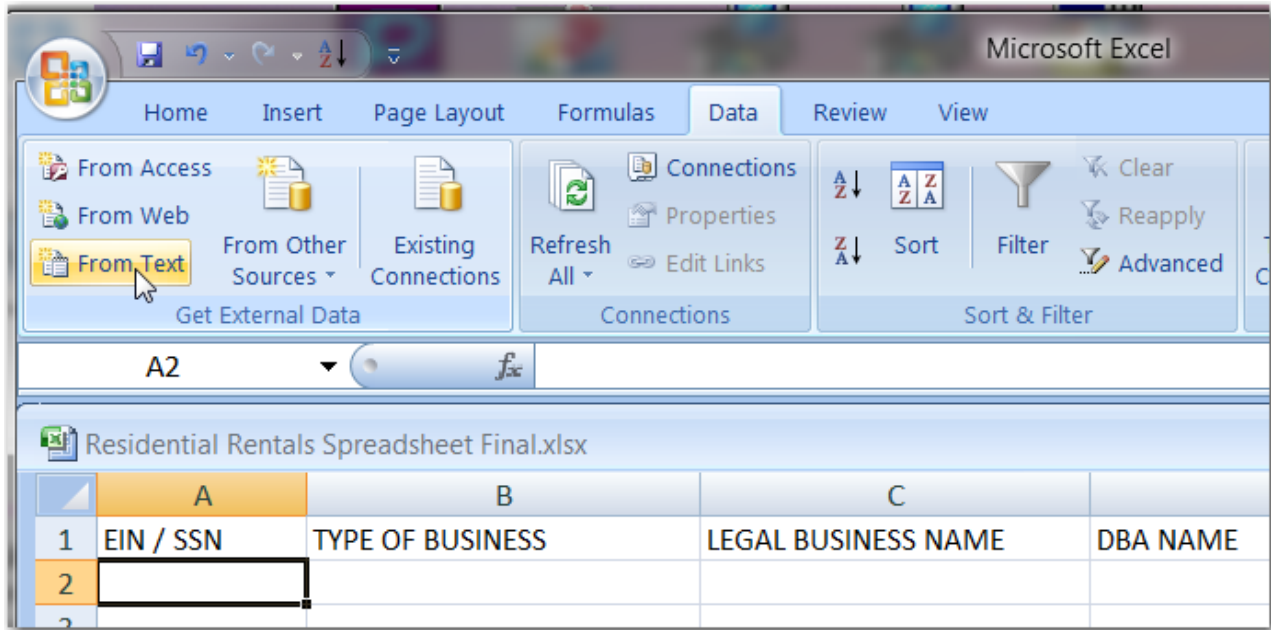 Microsoft Excel
Home Insert Page Layout Formulas Data Review View
From Access
From Web
From Text
From Other Sources
Existing Connections
Get External Data
Refresh All
Connections
Properties
Edit Links
Connections
A Z
Z A
A Z Z A
Sort
Filter
Clear
Reapply
Advanced
Sort & Filter
A2 fx
Residential Rentals Spreadsheet Final.xlsx
A B C
1 EIN / SSN TYPE OF BUSINESS LEGAL BUSINESS NAME DBA NAME
2